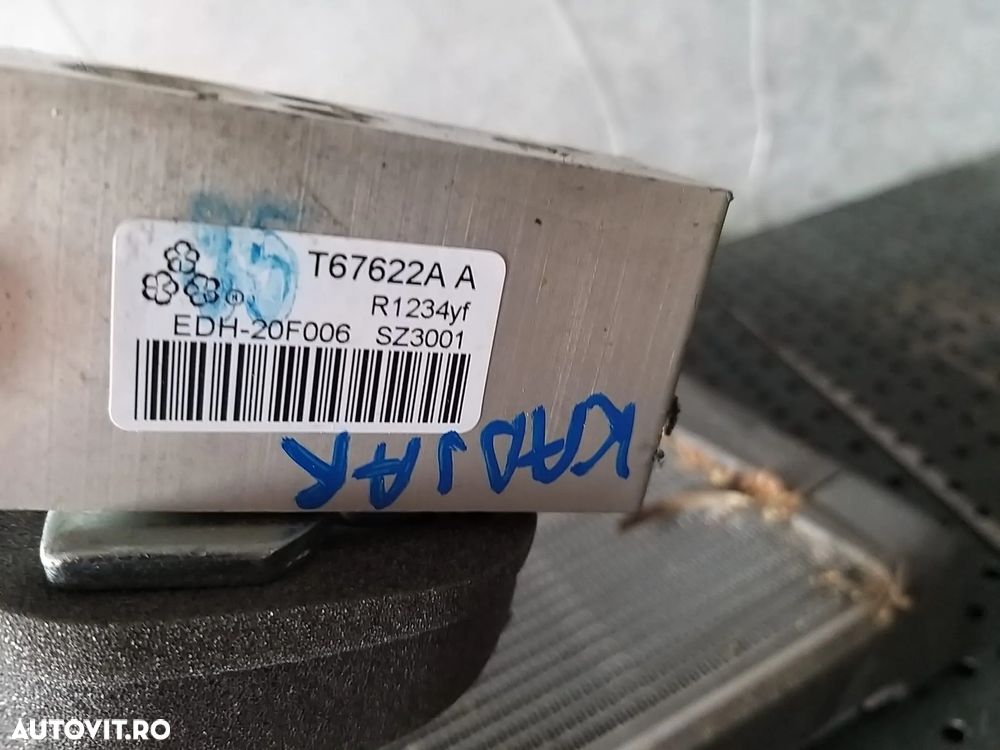 T67622A A
R1234yf
EDH-20F006 SZ3001
KADJAR
AUTOVIT.RO